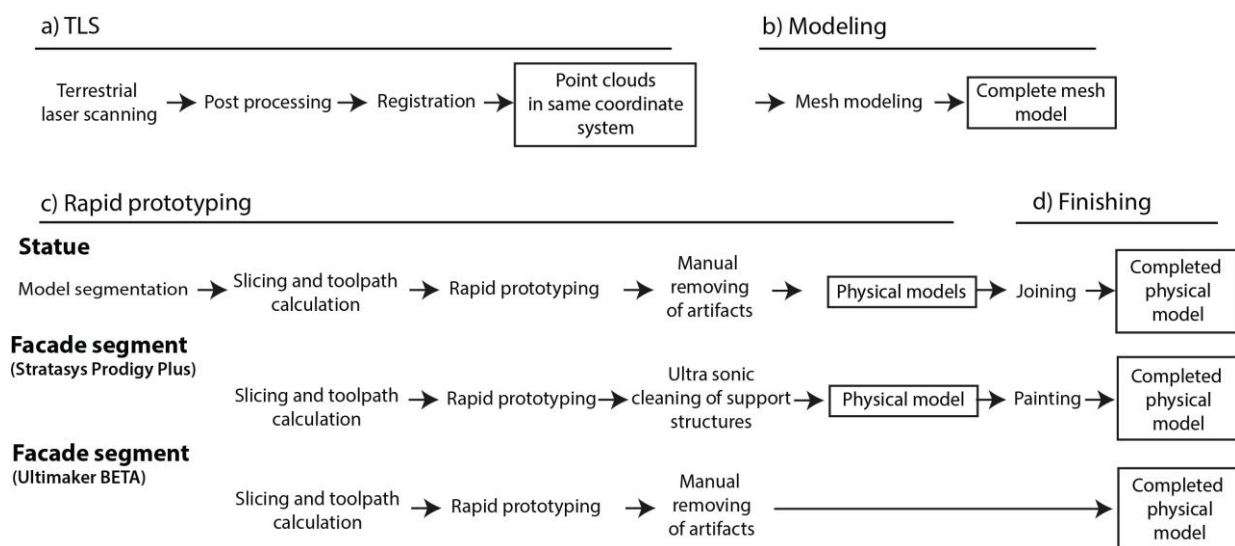 a) TLS
b) Modeling
Terrestrial
laser scanning
Post processing
Registration
Point clouds
in same coordinate
system
Mesh modeling
Complete mesh
model
c) Rapid prototyping
d) Finishing
Statue
Model segmentation
Slicing and toolpath
calculation
Rapid prototyping
Manual
removing
of artifacts
Physical models
Joining
Completed
physical
model
Facade segment
(Stratasys Prodigy Plus)
Slicing and toolpath
calculation
Rapid prototyping
Ultra sonic
cleaning of support
structures
Physical model
Painting
Completed
physical
model
Facade segment
(Ultimaker BETA)
Slicing and toolpath
calculation
Rapid prototyping
Manual
removing
of artifacts
Completed
physical
model